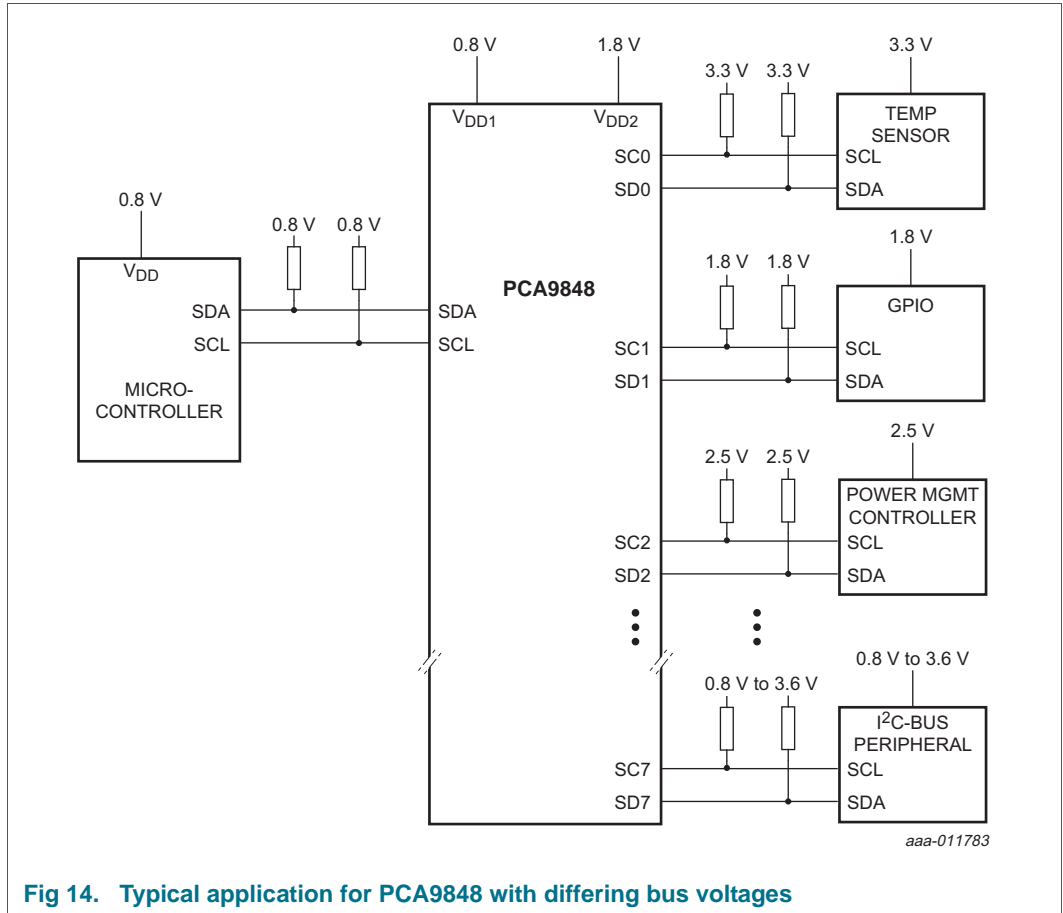 0.8 V 1.8 V
3.3 V 3.3 V 3.3 V
VDD1 VDD2
TEMP
SENSOR
SC0 SCL
SD0 SDA
0.8 V
0.8 V 0.8 V
VDD
SDA SDA
SCL SCL
MICRO-
CONTROLLER
PCA9848
1.8 V
1.8 V 1.8 V
GPIO
SC1 SCL
SD1 SDA
2.5 V
2.5 V 2.5 V
POWER MGMT
CONTROLLER
SC2 SCL
SD2 SDA
0.8 V to 3.6 V
0.8 V to 3.6 V
I2C-BUS
PERIPHERAL
SC7 SCL
SD7 SDA
aaa-011783
Fig 14. Typical application for PCA9848 with differing bus voltages